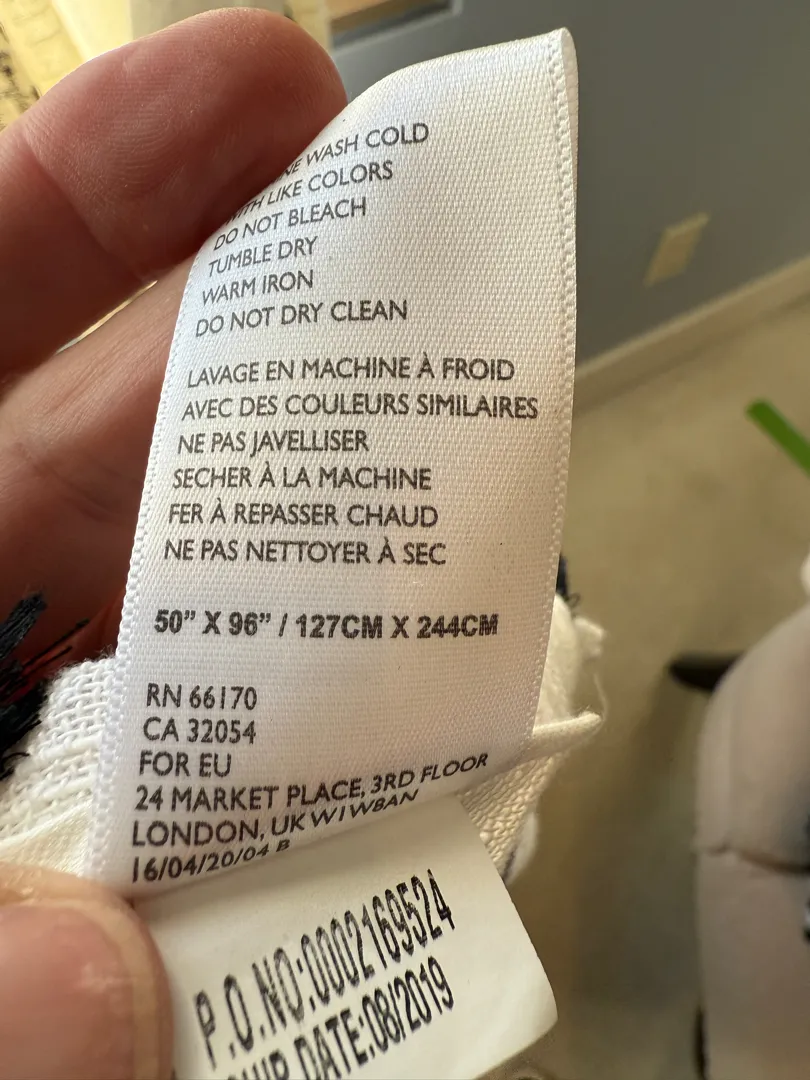 WASH COLD
LIKE COLORS
DO NOT BLEACH
TUMBLE DRY
WARM IRON
DO NOT DRY CLEAN
LAVAGE EN MACHINE À FROID
AVEC DES COULEURS SIMILAIRES
NE PAS JAVELLISER
SECHER À LA MACHINE
FER À REPASSER CHAUD
NE PAS NETTOYER À SEC
50” X 96” / 127CM X 244CM
RN 66170
CA 32054
FOR EU
24 MARKET PLACE, 3RD FLOOR
LONDON, UK W1W8AN
16/04/20/04 B
P.O.NO:0002169524
DATE:08/2019